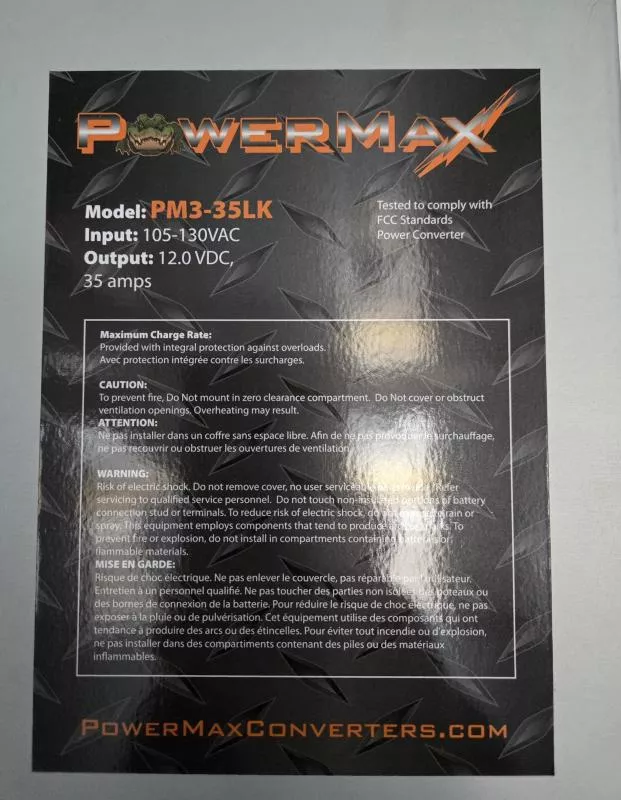 POWERMAX
Model: PM3-35LK
Input: 105-130VAC
Output: 12.0 VDC,
35 amps
Tested to comply with
FCC Standards
Power Converter
Maximum Charge Rate:
Provided with integral protection against overloads.
Avec protection intégrée contre les surcharges.
CAUTION:
To prevent fire, Do Not mount in zero clearance compartment. Do Not cover or obstruct
ventilation openings. Overheating may result.
ATTENTION:
Ne pas installer dans un coffre sans espace libre. Afin de ne pas provoquer le surchauffage,
ne pas recouvrir ou obstruer les ouvertures de ventilation
WARNING:
Risk of electric shock. Do not remove cover, no user serviceable Refer
servicing to qualified service personnel. Do not touch non-insulated portions of battery
connection stud or terminals. To reduce risk of electric shock, do not rain or
spray. This equipment employs components that tend to produce To
prevent fire or explosion, do not install in compartments containing batteries or
flammable materials.
MISE EN GARDE:
Risque de choc électrique. Ne pas enlever le couvercle, pas réparable par l'utilisateur.
Entretien à un personnel qualifié. Ne pas toucher des parties non isolées poteaux ou
des bornes de connexion de la batterie. Pour réduire le risque de choc électrique, ne pas
exposer à la pluie ou de pulvérisation. Cet équipement utilise des composants qui ont
tendance à produire des arcs ou des étincelles. Pour éviter tout incendie ou d'explosion,
ne pas installer dans des compartiments contenant des piles ou des matériaux
inflammables.
POWERMAXCONVERTERS.COM